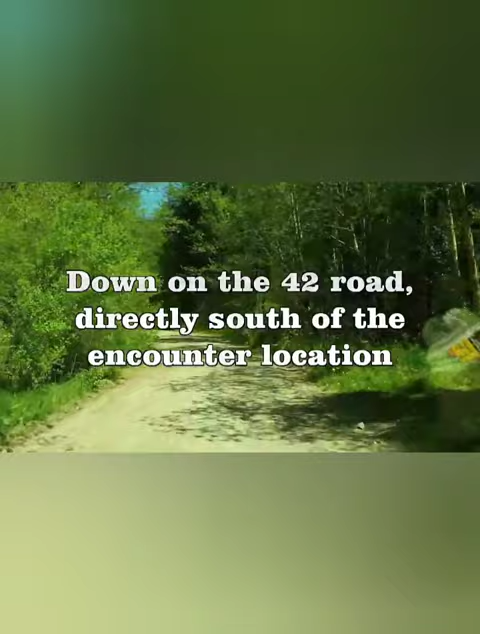 Down on the 42 road,
directly south of the
encounter location